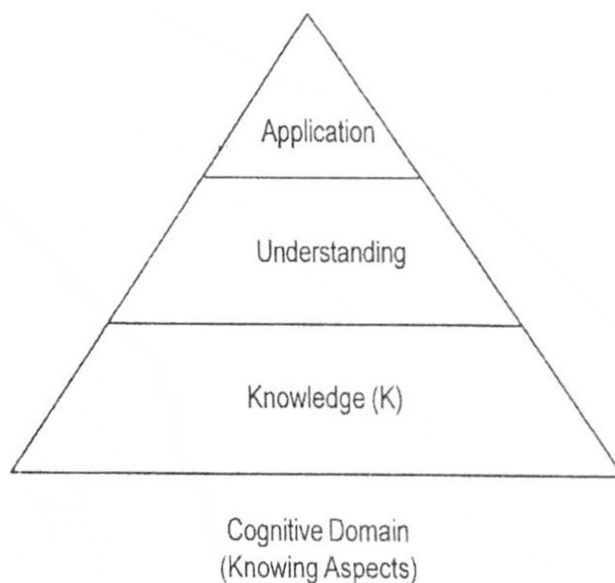 Application
Understanding
Knowledge (K)
Cognitive Domain
(Knowing Aspects)